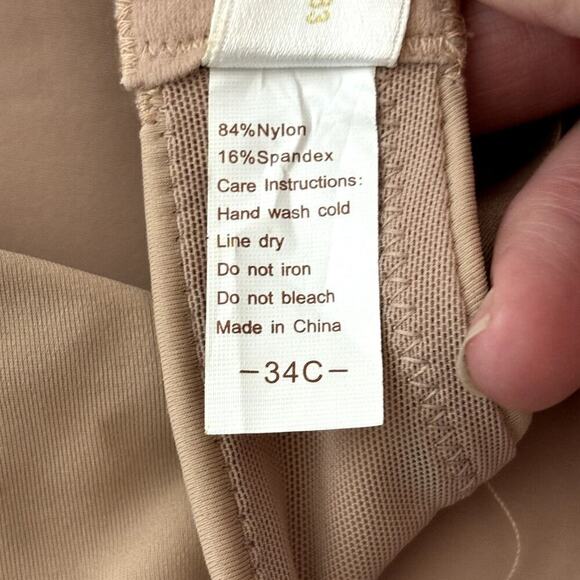 84%Nylon
16%Spandex
Care Instructions:
Hand wash cold
Line dry
Do not iron
Do not bleach
Made in China
-34C-